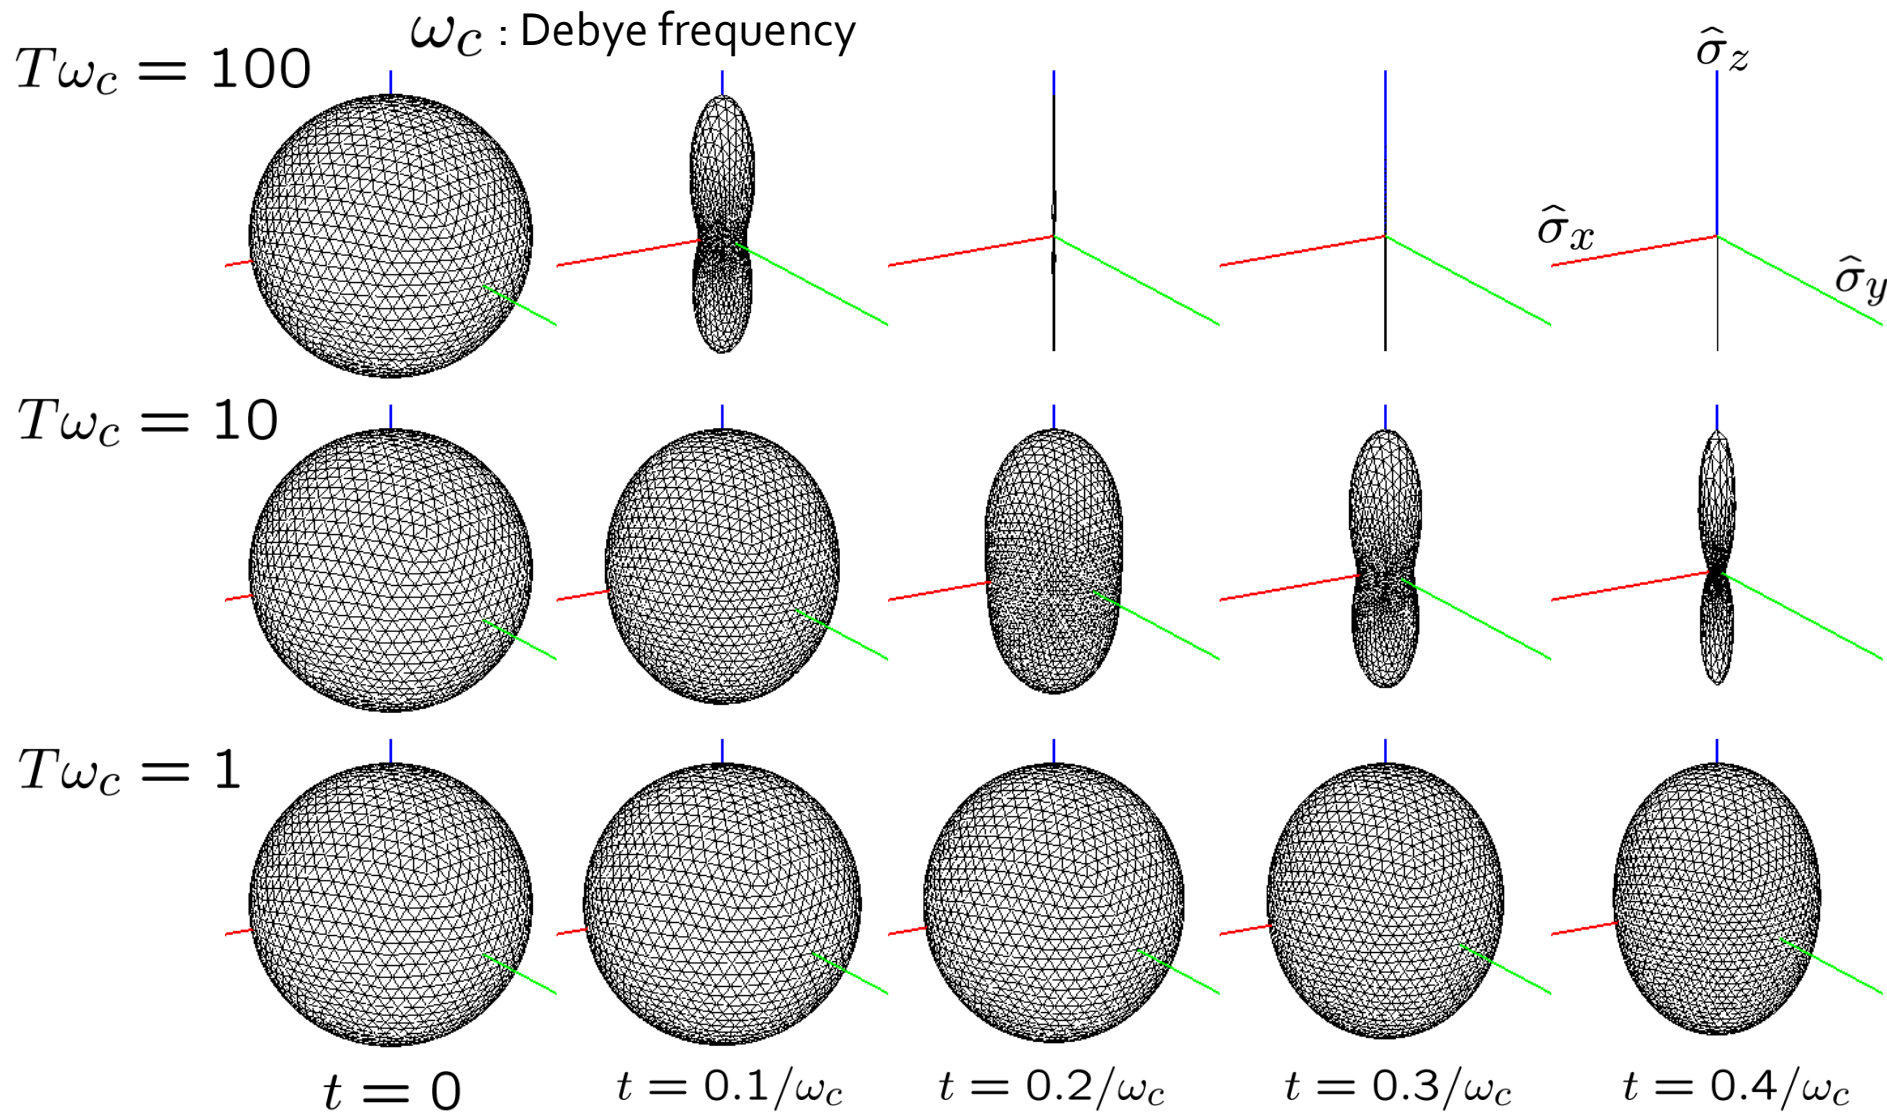 ω_c : Debye frequency
Tω_c = 100
σ̂_z
σ̂_x
σ̂_y
Tω_c = 10
Tω_c = 1
t = 0
t = 0.1/ω_c
t = 0.2/ω_c
t = 0.3/ω_c
t = 0.4/ω_c